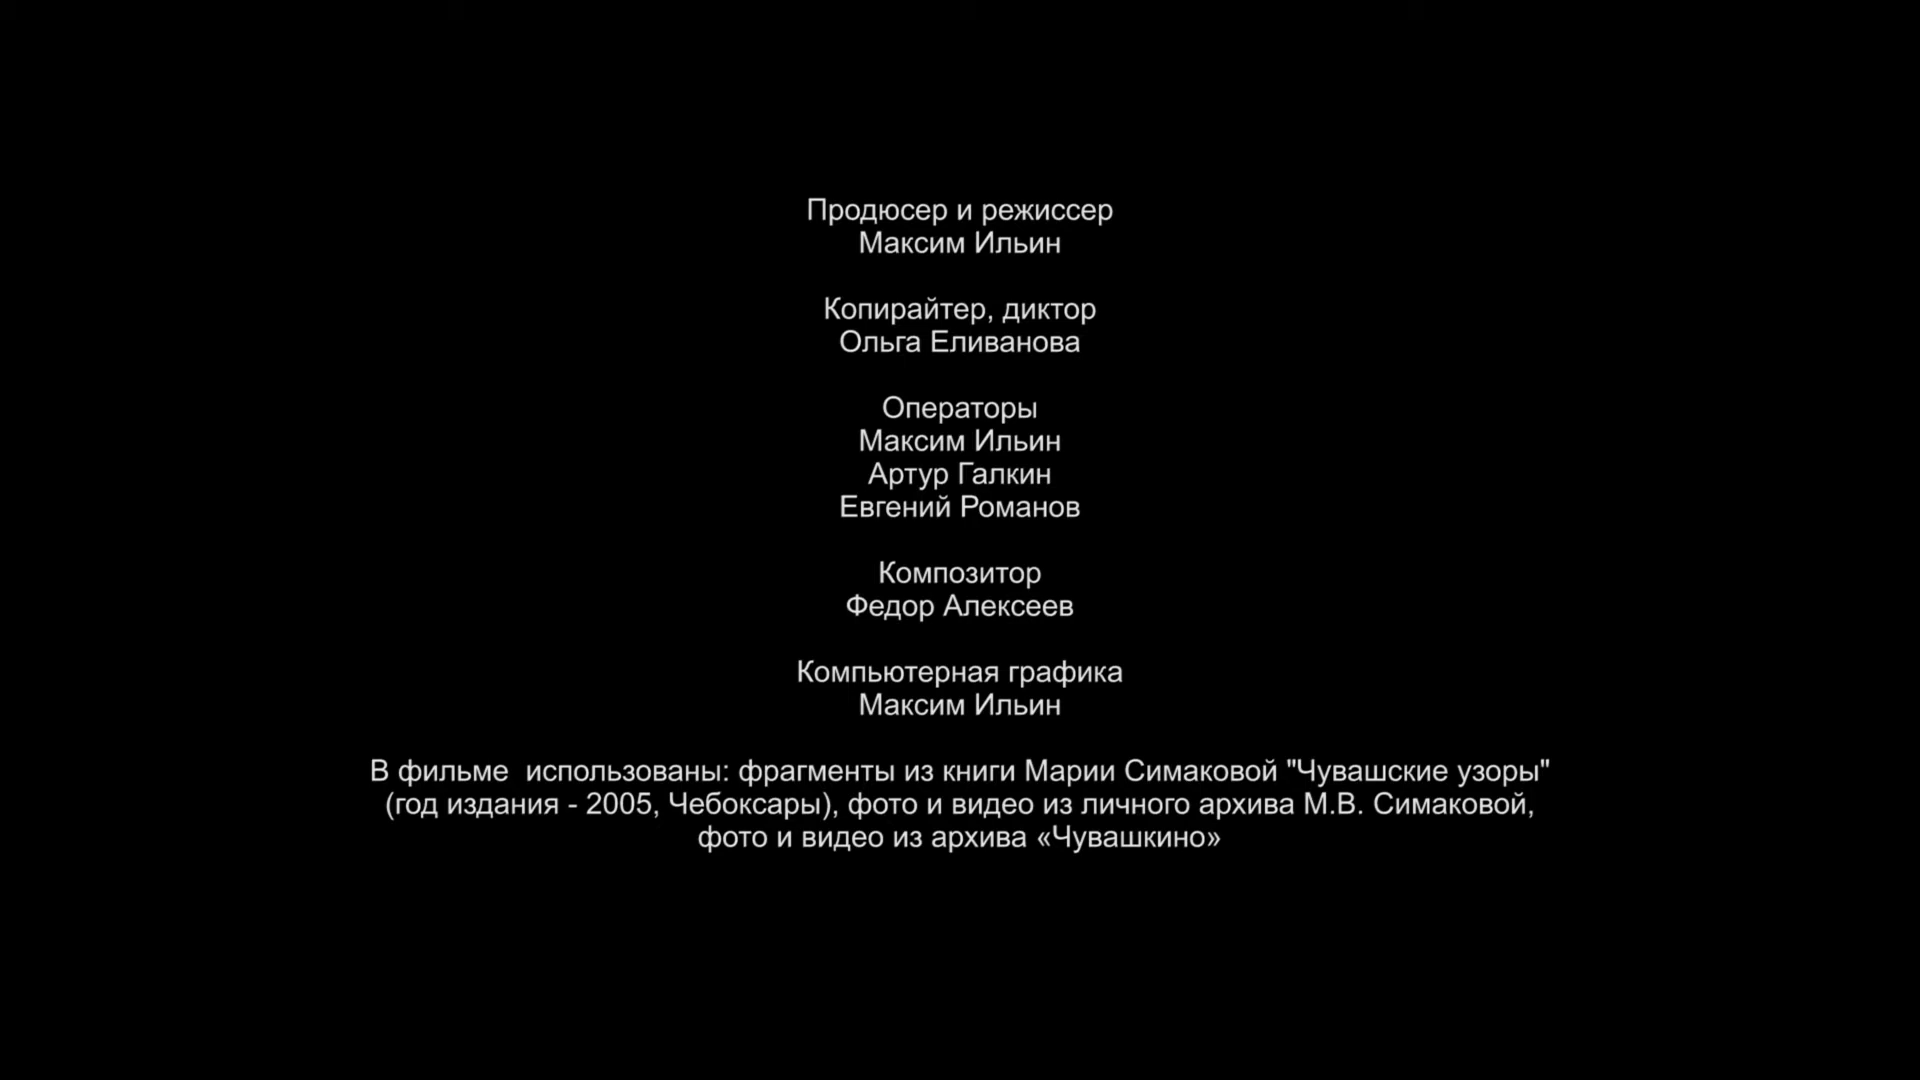 Продюсер и режиссер
Максим Ильин
Копирайтер, диктор
Ольга Еливанова
Операторы
Максим Ильин
Артур Галкин
Евгений Романов
Композитор
Федор Алексеев
Компьютерная графика
Максим Ильин
В фильме  использованы: фрагменты из книги Марии Симаковой "Чувашские узоры"
(год издания - 2005, Чебоксары), фото и видео из личного архива М.В. Симаковой,
фото и видео из архива «Чувашкино»